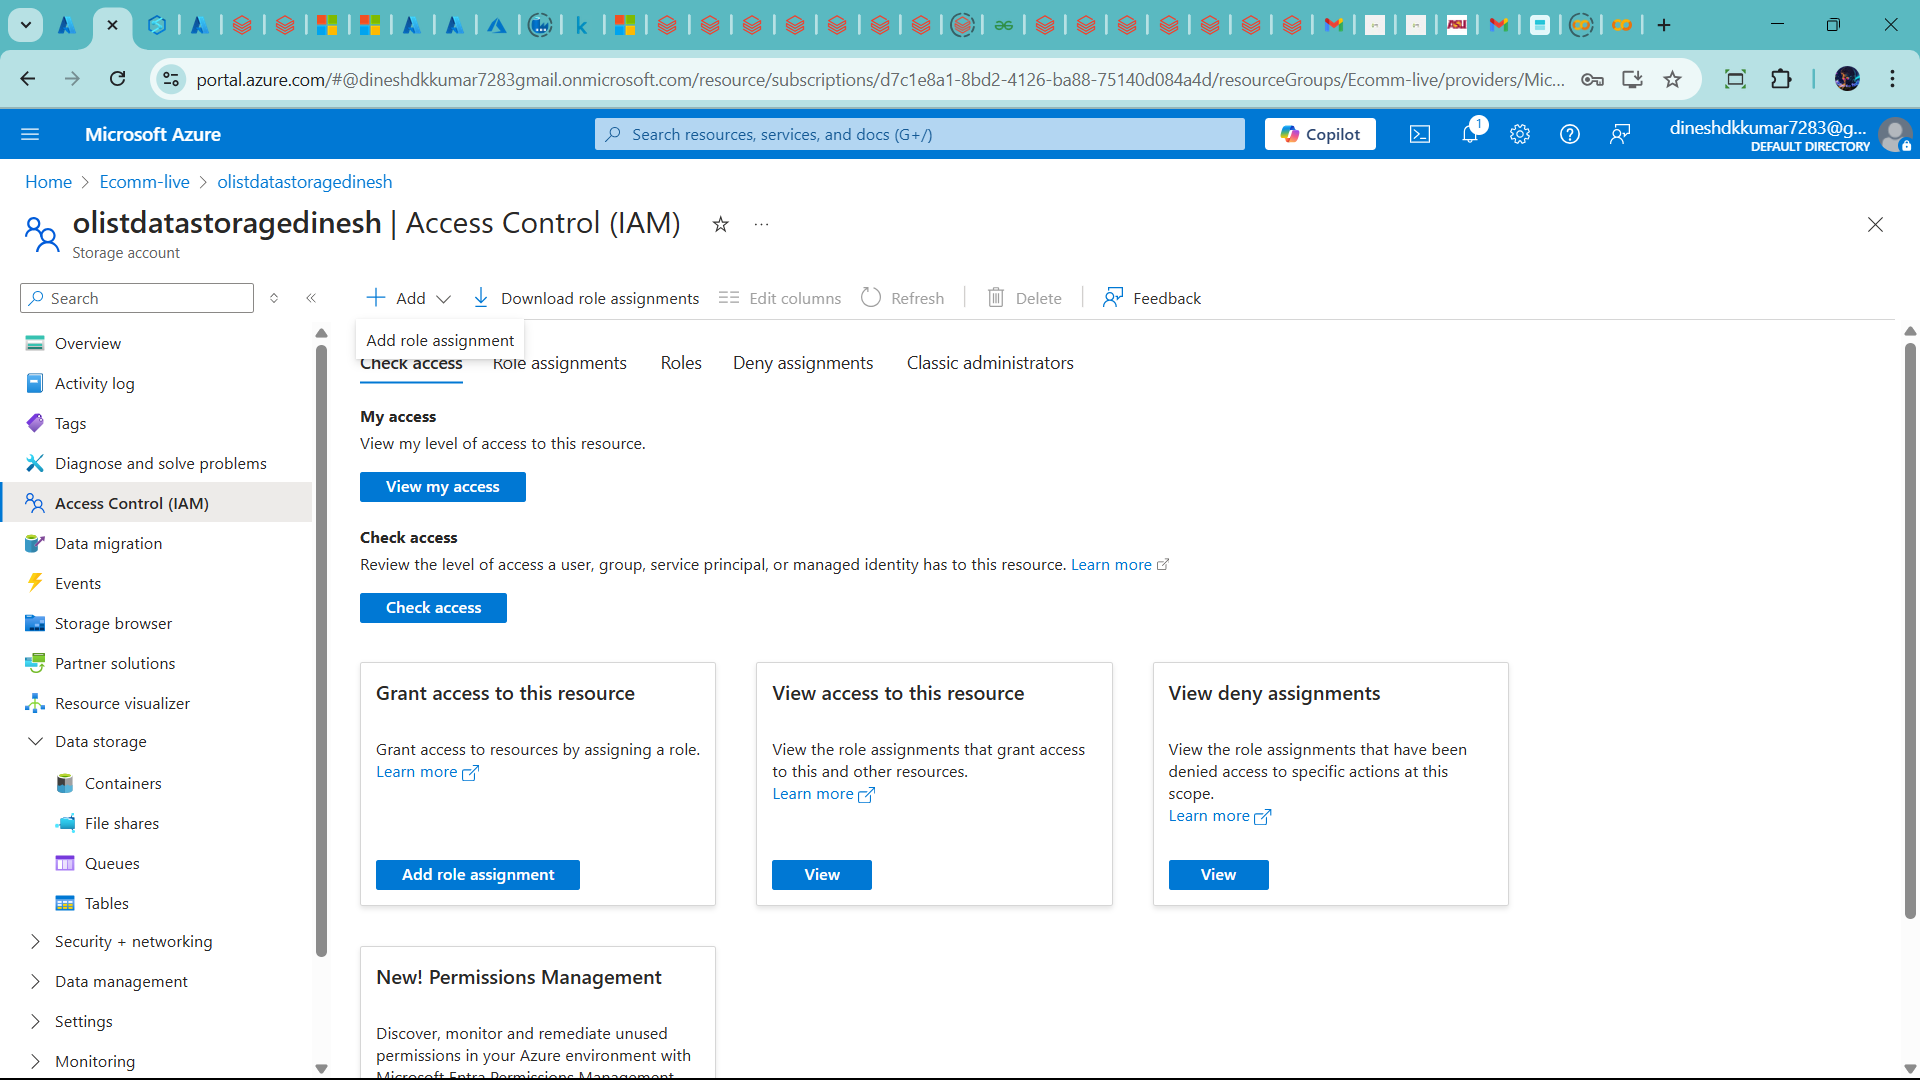 portal.azure.com/#@dineshdkkumar7283gmail.onmicrosoft.com/resource/subscriptions/d7c1e8a1-8bd2-4126-ba88-75140d084a4d/resourceGroups/Ecomm-live/providers/Mic...
Microsoft Azure
Search resources, services, and docs (G+/)
Copilot
1
dineshdkkumar7283@g...
DEFAULT DIRECTORY
Home > Ecomm-live > olistdatastoragedinesh
olistdatastoragedinesh | Access Control (IAM)
Storage account
Search
Overview
Activity log
Tags
Diagnose and solve problems
Access Control (IAM)
Data migration
Events
Storage browser
Partner solutions
Resource visualizer
Data storage
Containers
File shares
Queues
Tables
Security + networking
Data management
Settings
Monitoring
Add
Download role assignments
Edit columns
Refresh
Delete
Feedback
Add role assignment
Check access
Role assignments
Roles
Deny assignments
Classic administrators
My access
View my level of access to this resource.
View my access
Check access
Review the level of access a user, group, service principal, or managed identity has to this resource. Learn more
Check access
Grant access to this resource
Grant access to resources by assigning a role.
Learn more
Add role assignment
View access to this resource
View the role assignments that grant access
to this and other resources.
Learn more
View
View deny assignments
View the role assignments that have been
denied access to specific actions at this
scope.
Learn more
View
New! Permissions Management
Discover, monitor and remediate unused
permissions in your Azure environment with
Microsoft Entra Permissions Management